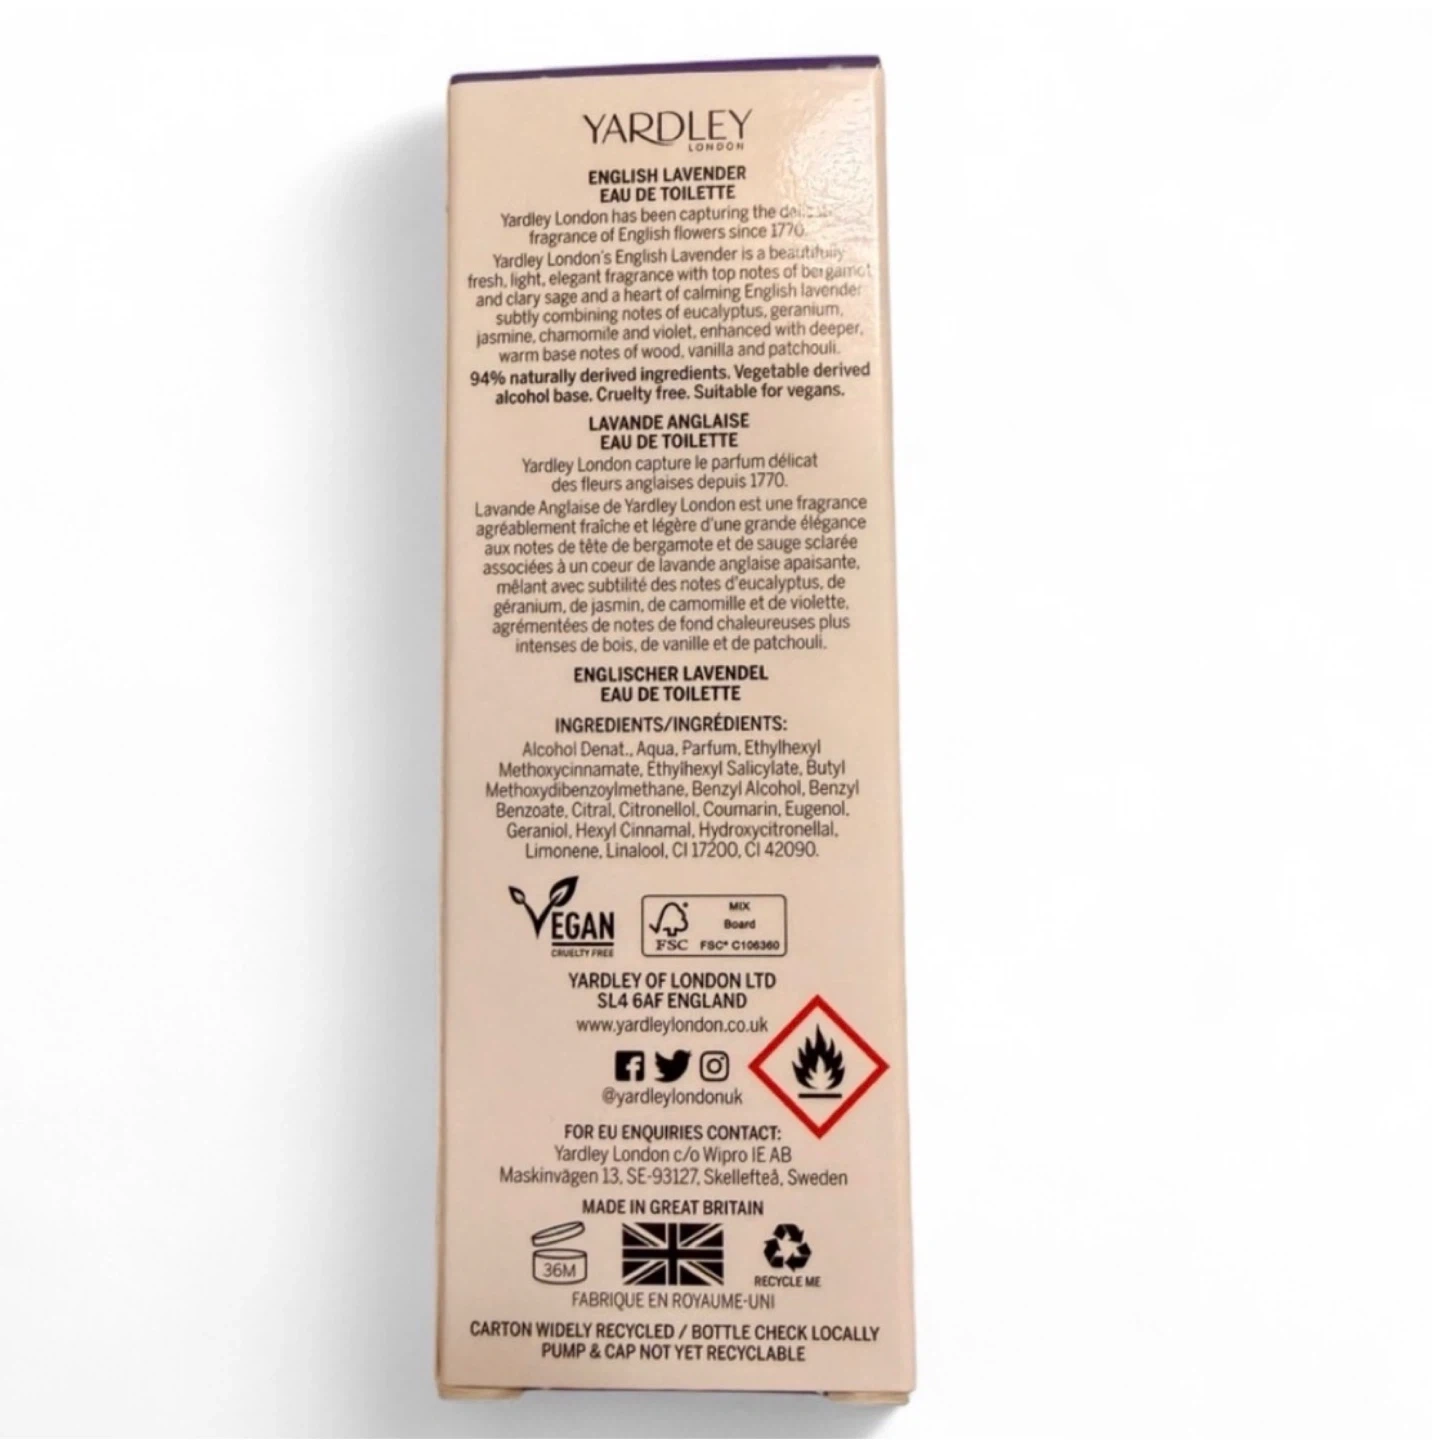 YARDLEY
LONDON
ENGLISH LAVENDER
EAU DE TOILETTE
Yardley London has been capturing the
fragrance of English flowers since 1770.
Yardley London's English Lavender is a beautifully
fresh, light, elegant fragrance with top notes of bergamot
and clary sage and a heart of calming English lavender
subtly combining notes of eucalyptus, geranium,
jasmine, chamomile and violet, enhanced with deeper,
warm base notes of wood, vanilla and patchouli.
94% naturally derived ingredients. Vegetable derived
alcohol base. Cruelty free. Suitable for vegans.
LAVANDE ANGLAISE
EAU DE TOILETTE
Yardley London capture le parfum délicat
des fleurs anglaises depuis 1770.
Lavande Anglaise de Yardley London est une fragrance
agréablement fraîche et légère d'une grande élégance
aux notes de tête de bergamote et de sauge sclarée
associées à un coeur de lavande anglaise apaisante,
mêlant avec subtilité des notes d'eucalyptus, de
géranium, de jasmin, de camomille et de violette,
agrémentées de notes de fond chaleureuses plus
intenses de bois, de vanille et de patchouli.
ENGLISCHER LAVENDEL
EAU DE TOILETTE
INGREDIENTS/INGRÉDIENTS:
Alcohol Denat., Aqua, Parfum, Ethylhexyl
Methoxycinnamate, Ethylhexyl Salicylate, Butyl
Methoxydibenzoylmethane, Benzyl Alcohol, Benzyl
Benzoate, Citral, Citronellol, Coumarin, Eugenol,
Geraniol, Hexyl Cinnamal, Hydroxycitronellal,
Limonene, Linalool, CI 17200, CI 42090.
VEGAN
CRUELTY FREE
FSC
MIX
Board
FSC® C106360
YARDLEY OF LONDON LTD
SL4 6AF ENGLAND
www.yardleylondon.co.uk
@yardleylondonuk
FOR EU ENQUIRIES CONTACT:
Yardley London c/o Wipro IE AB
Maskinvägen 13, SE-93127, Skellefteå, Sweden
MADE IN GREAT BRITAIN
36M
RECYCLE ME
FABRIQUE EN ROYAUME-UNI
CARTON WIDELY RECYCLED / BOTTLE CHECK LOCALLY
PUMP & CAP NOT YET RECYCLABLE